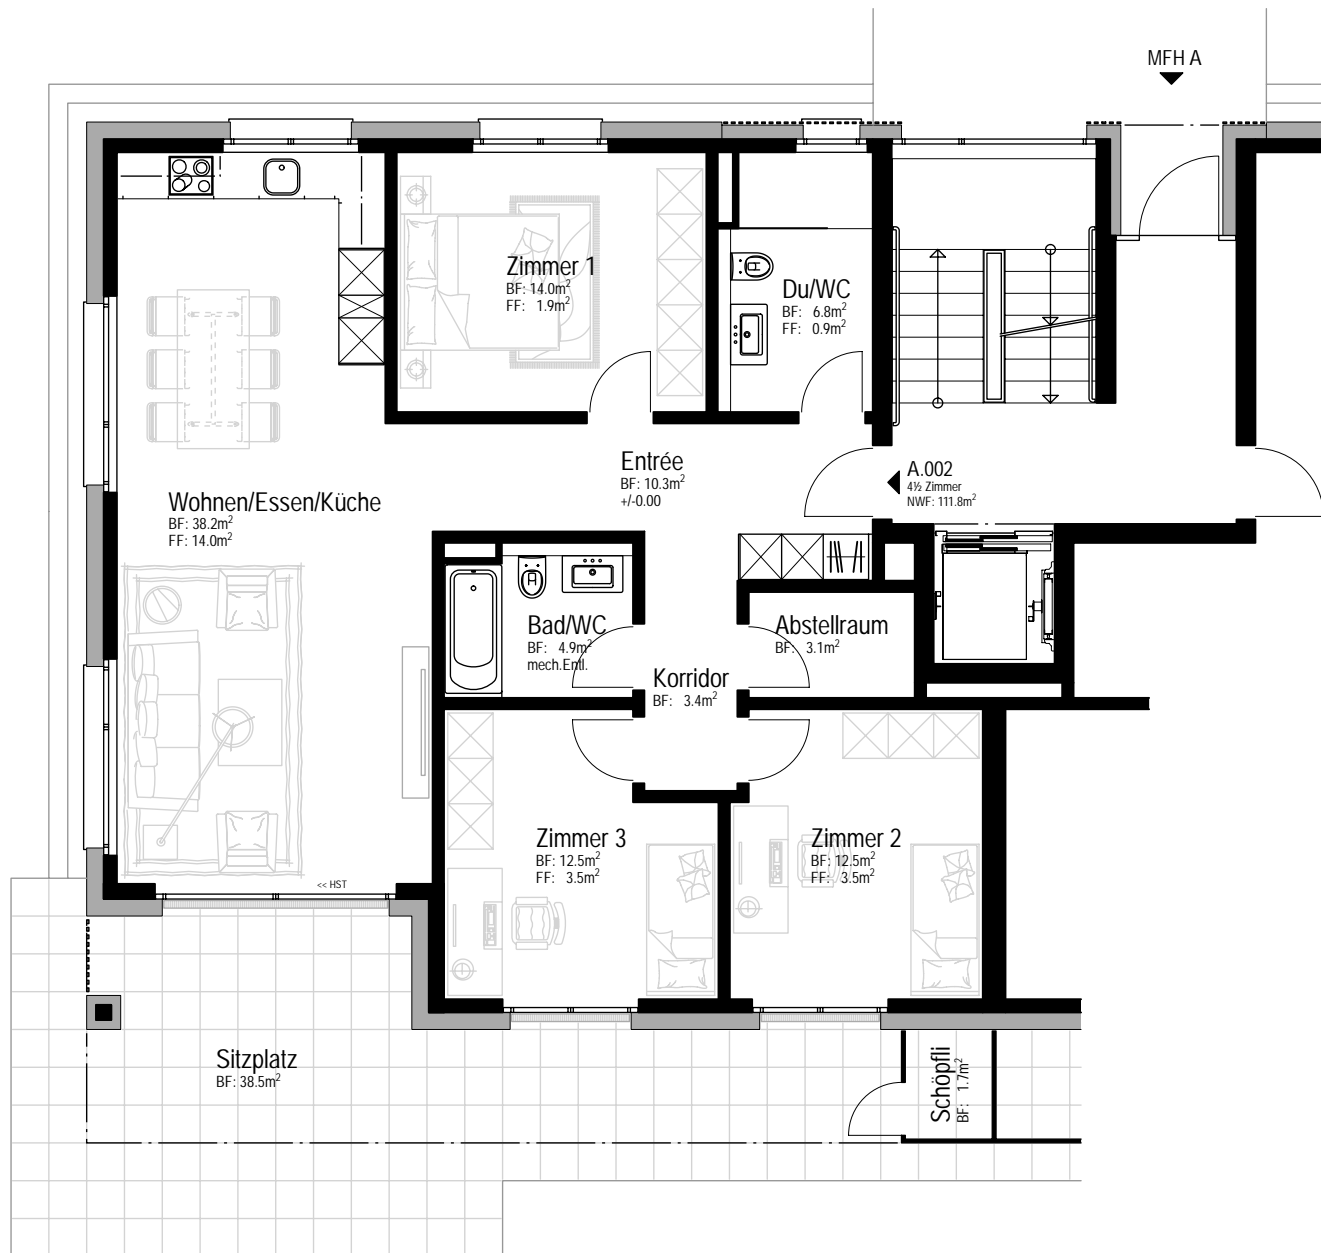 MFH A
Zimmer 1
BF: 14.0m²
FF: 1.9m²
Du/WC
BF: 6.8m²
FF: 0.9m²
Entrée
BF: 10.3m²
+/-0.00
A.002
4½ Zimmer
NWF: 111.8m²
Wohnen/Essen/Küche
BF: 38.2m²
FF: 14.0m²
Bad/WC
BF: 4.9m²
mech.Entl.
Abstellraum
BF: 3.1m²
Korridor
BF: 3.4m²
Zimmer 3
BF: 12.5m²
FF: 3.5m²
Zimmer 2
BF: 12.5m²
FF: 3.5m²
<< HST
Sitzplatz
BF: 38.5m²
Schöpfli
BF: 1.7m²